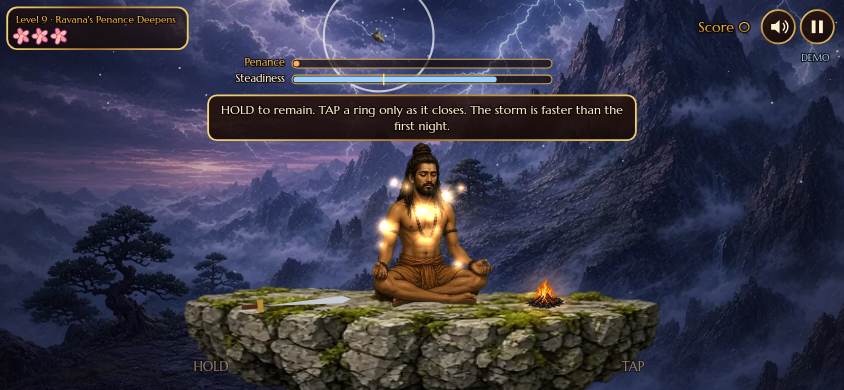 Level 9 · Ravana's Penance Deepens
Score 0
DEMO
Penance
Steadiness
HOLD to remain. TAP a ring only as it closes. The storm is faster than the
first night.
HOLD
TAP